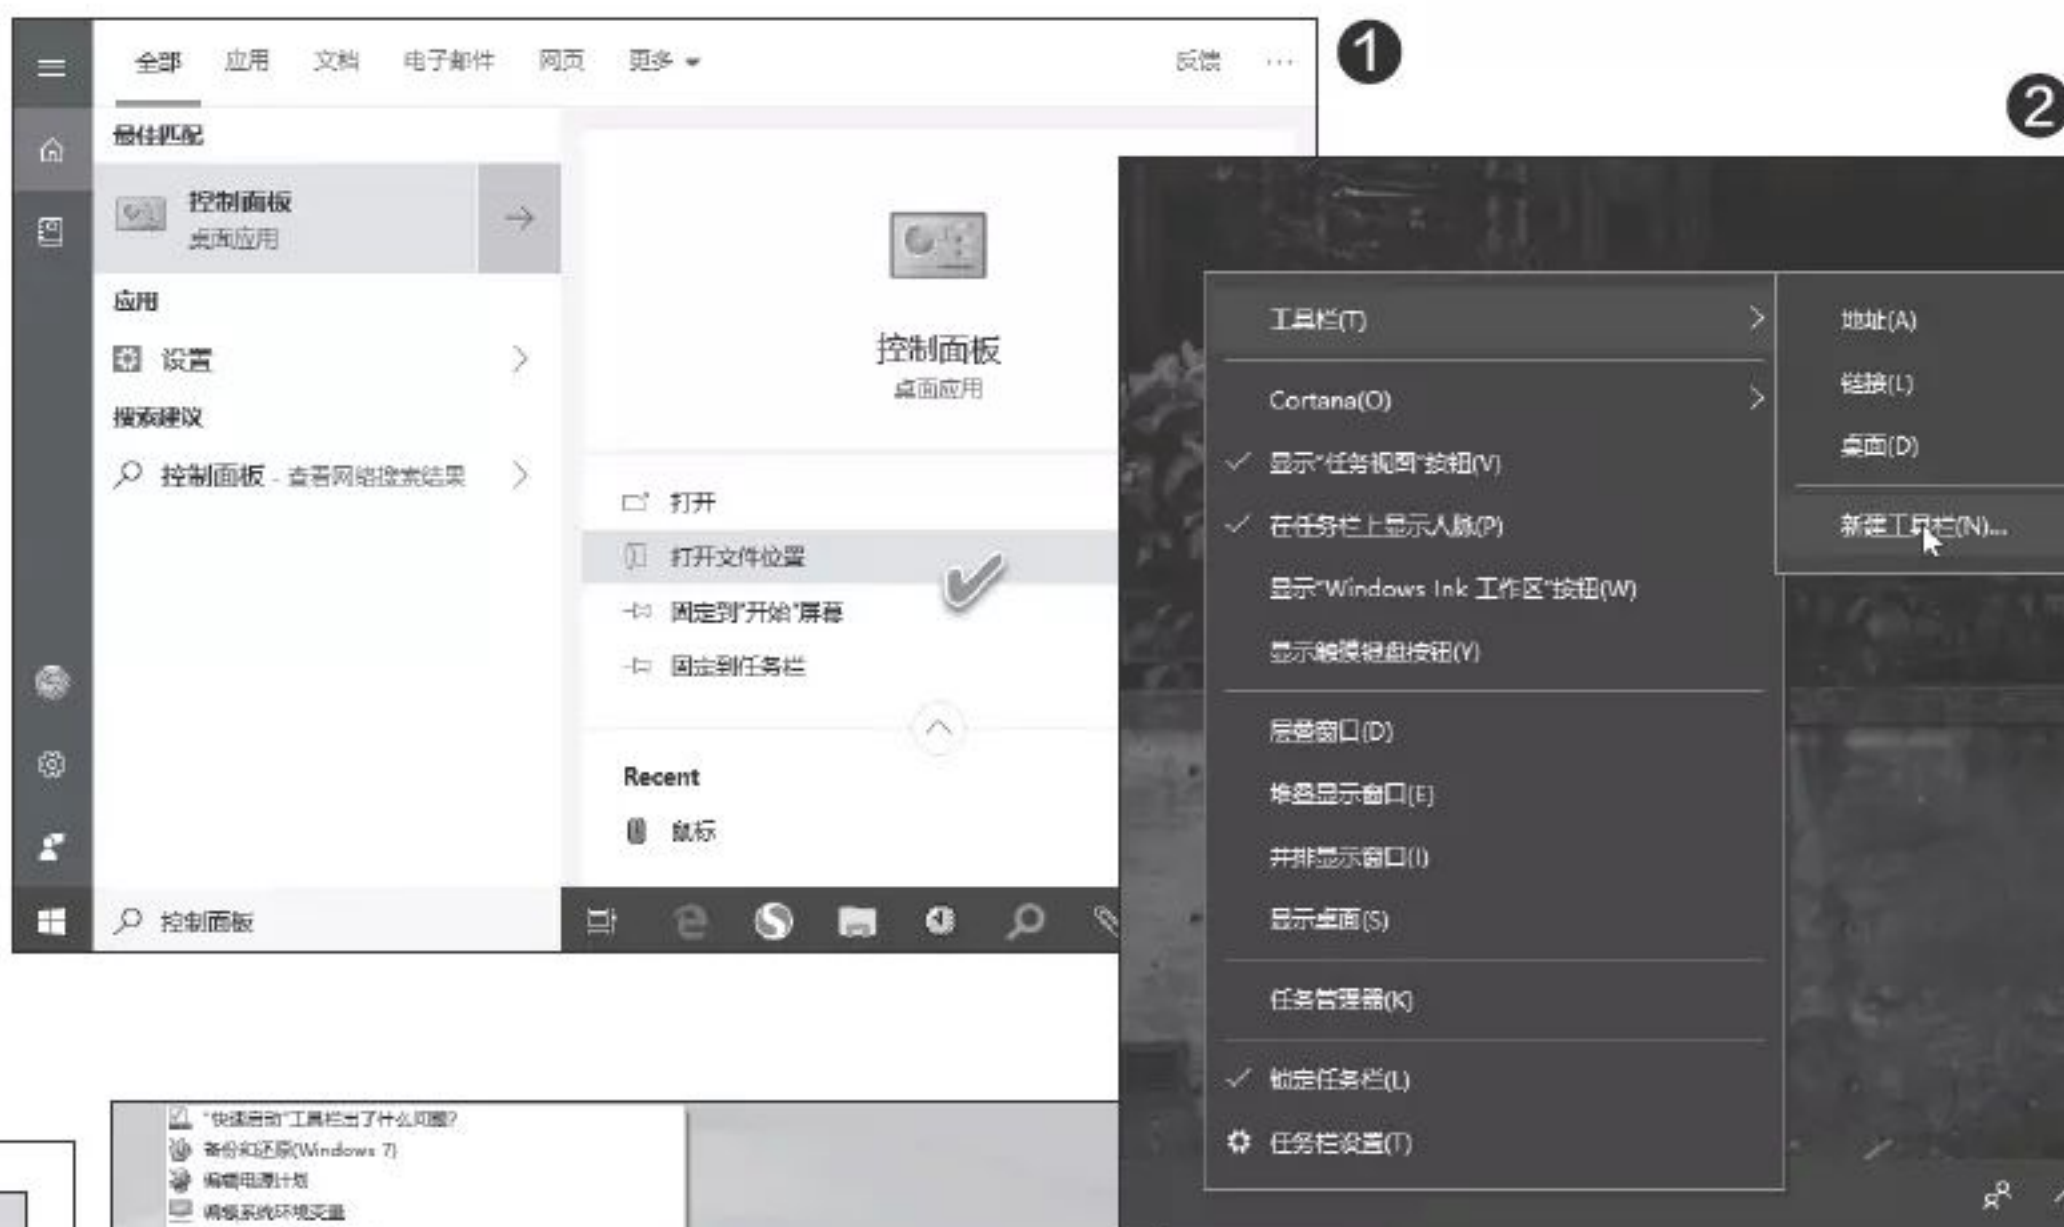 全部 应用 文档 电子邮件 网页 更多 反馈 ...
最佳匹配
控制面板
桌面应用
应用
设置
搜索建议
控制面板 - 查看网络搜索结果
控制面板
控制面板
桌面应用
打开
打开文件位置
固定到"开始"屏幕
固定到任务栏
Recent
鼠标
1
2
工具栏(T)
Cortana(O)
显示"任务视图"按钮(V)
在任务栏上显示人脉(P)
显示"Windows Ink 工作区"按钮(W)
显示触摸键盘按钮(Y)
层叠窗口(D)
堆叠显示窗口(E)
并排显示窗口(I)
显示桌面(S)
任务管理器(K)
锁定任务栏(L)
任务栏设置(T)
地址(A)
链接(L)
桌面(D)
新建工具栏(N)...
"快速启动"工具栏出了什么问题?
备份和还原(Windows 7)
编辑电源计划
编辑系统环境变量